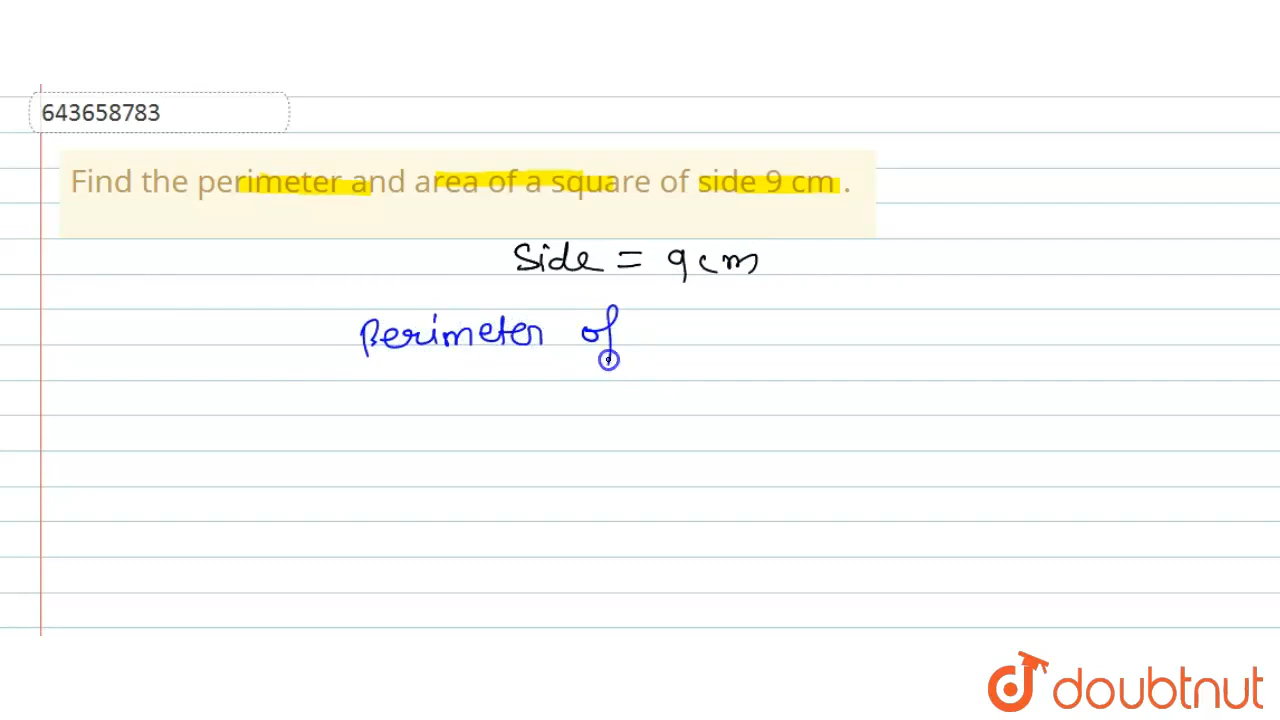 643658783
Find the perimeter and area of a square of side 9 cm .
Side = 9 cm
Perimeter of
doubtnut